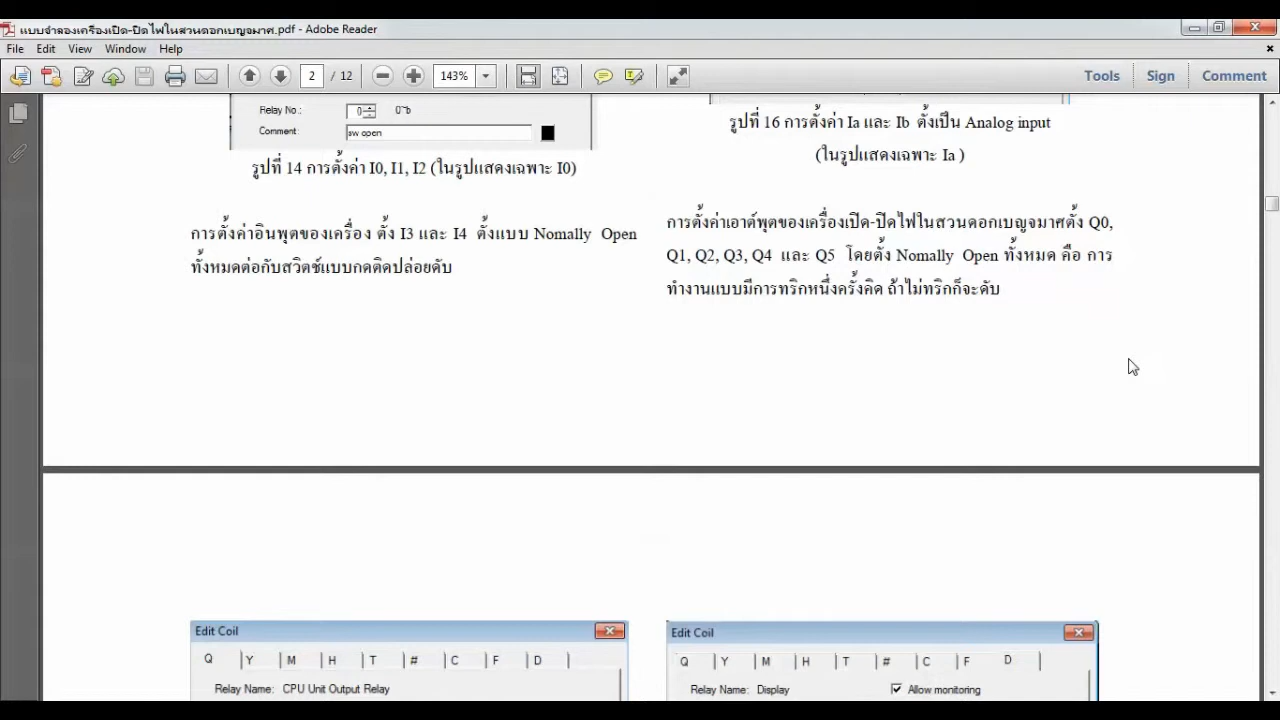 แบบจำลองเครื่องเปิด-ปิดไฟในสวนดอกเบญจมาศ.pdf - Adobe Reader
File Edit View Window Help
2 / 12 143% Tools Sign Comment
Relay No.: 0 0~b
Comment: sw open
รูปที่ 14 การตั้งค่า I0, I1, I2 (ในรูปแสดงเฉพาะ I0)
การตั้งค่าอินพุตของเครื่อง ตั้ง I3 และ I4 ตั้งแบบ Nomally Open
ทั้งหมดต่อกับสวิตช์แบบกดติดปล่อยดับ
รูปที่ 16 การตั้งค่า Ia และ Ib ตั้งเป็น Analog input
(ในรูปแสดงเฉพาะ Ia )
การตั้งค่าเอาต์พุตของเครื่องเปิด-ปิดไฟในสวนดอกเบญจมาศตั้ง Q0,
Q1, Q2, Q3, Q4 และ Q5 โดยตั้ง Nomally Open ทั้งหมด คือ การ
ทำงานแบบมีการทริกหนึ่งครั้งคิด ถ้าไม่ทริกก็จะดับ
Edit Coil
Q Y M H T # C F D
Relay Name: CPU Unit Output Relay
Edit Coil
Q Y M H T # C F D
Relay Name: Display Allow monitoring